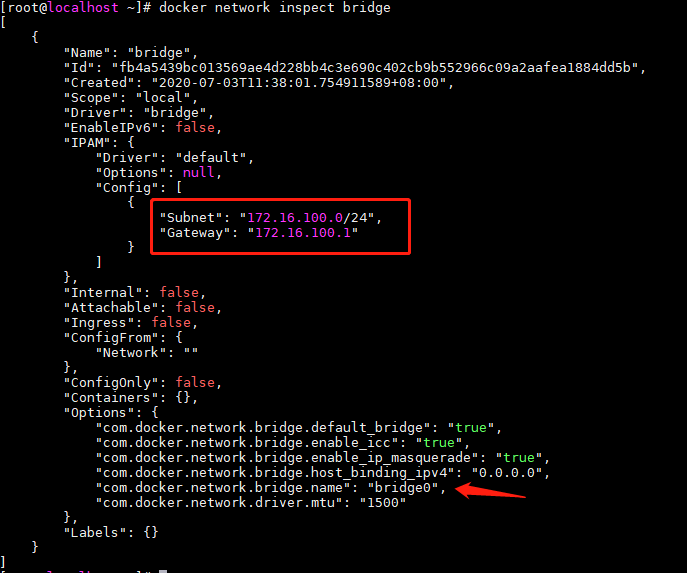 [root@localhost ~]# docker network inspect bridge
[
    {
        "Name": "bridge",
        "Id": "fb4a5439bc013569ae4d228bb4c3e690c402cb9b552966c09a2aafea1884dd5b",
        "Created": "2020-07-03T11:38:01.754911589+08:00",
        "Scope": "local",
        "Driver": "bridge",
        "EnableIPv6": false,
        "IPAM": {
            "Driver": "default",
            "Options": null,
            "Config": [
                {
                    "Subnet": "172.16.100.0/24",
                    "Gateway": "172.16.100.1"
                }
            ]
        },
        "Internal": false,
        "Attachable": false,
        "Ingress": false,
        "ConfigFrom": {
            "Network": ""
        },
        "ConfigOnly": false,
        "Containers": {},
        "Options": {
            "com.docker.network.bridge.default_bridge": "true",
            "com.docker.network.bridge.enable_icc": "true",
            "com.docker.network.bridge.enable_ip_masquerade": "true",
            "com.docker.network.bridge.host_binding_ipv4": "0.0.0.0",
            "com.docker.network.bridge.name": "bridge0",
            "com.docker.network.driver.mtu": "1500"
        },
        "Labels": {}
    }
]